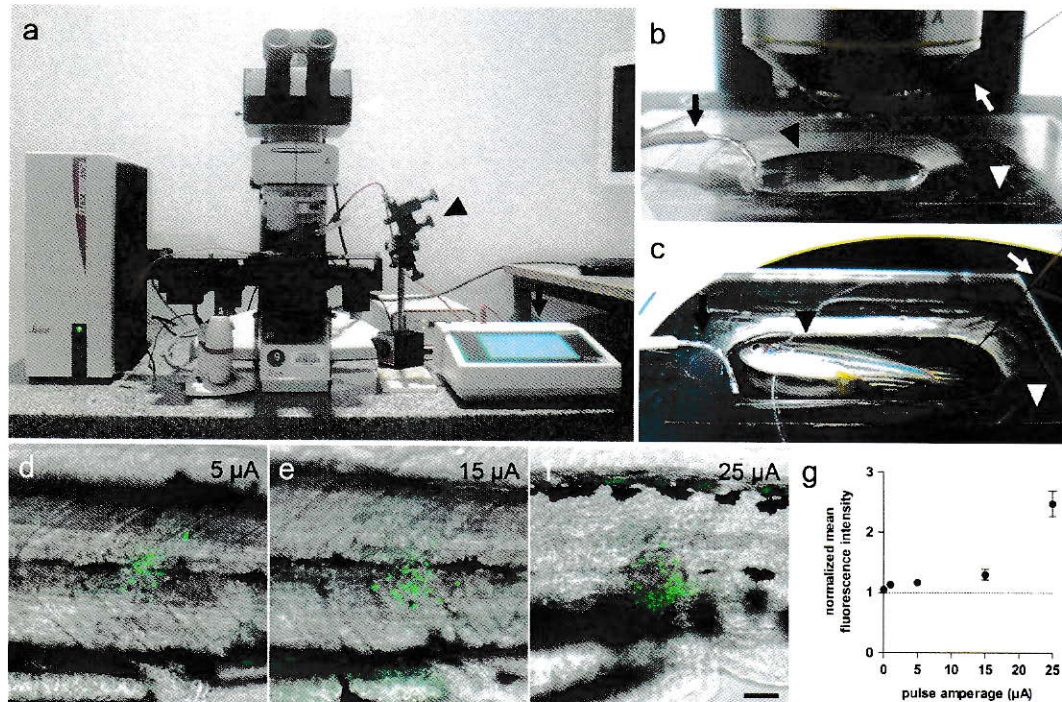 a
b
c
d
5 µA
e
15 µA
f
25 µA
g
normalized mean
fluorescence intensity
3
2
1
0
0
5
10
15
20
25
pulse amperage (µA)